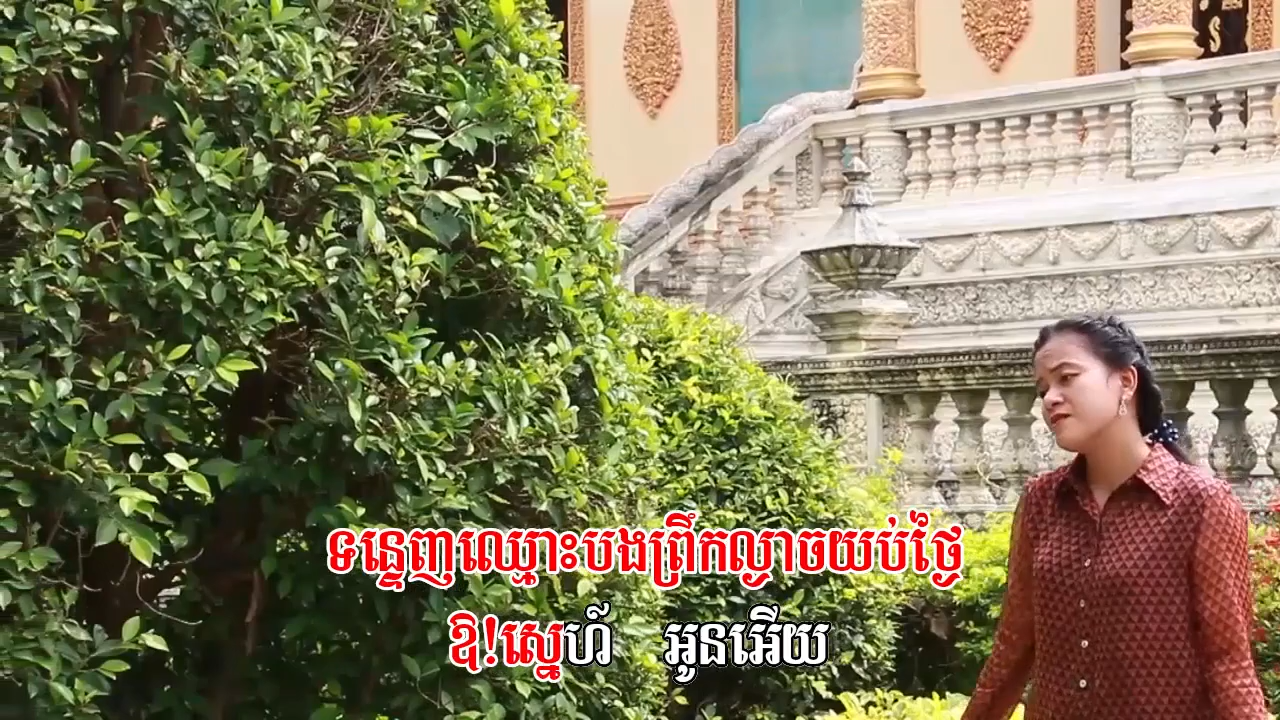 ទន្ទេញឈ្មោះបងព្រឹកល្ងាចយប់ថ្ងៃ
ឱ!ស្នេហ៍ អូនអើយ